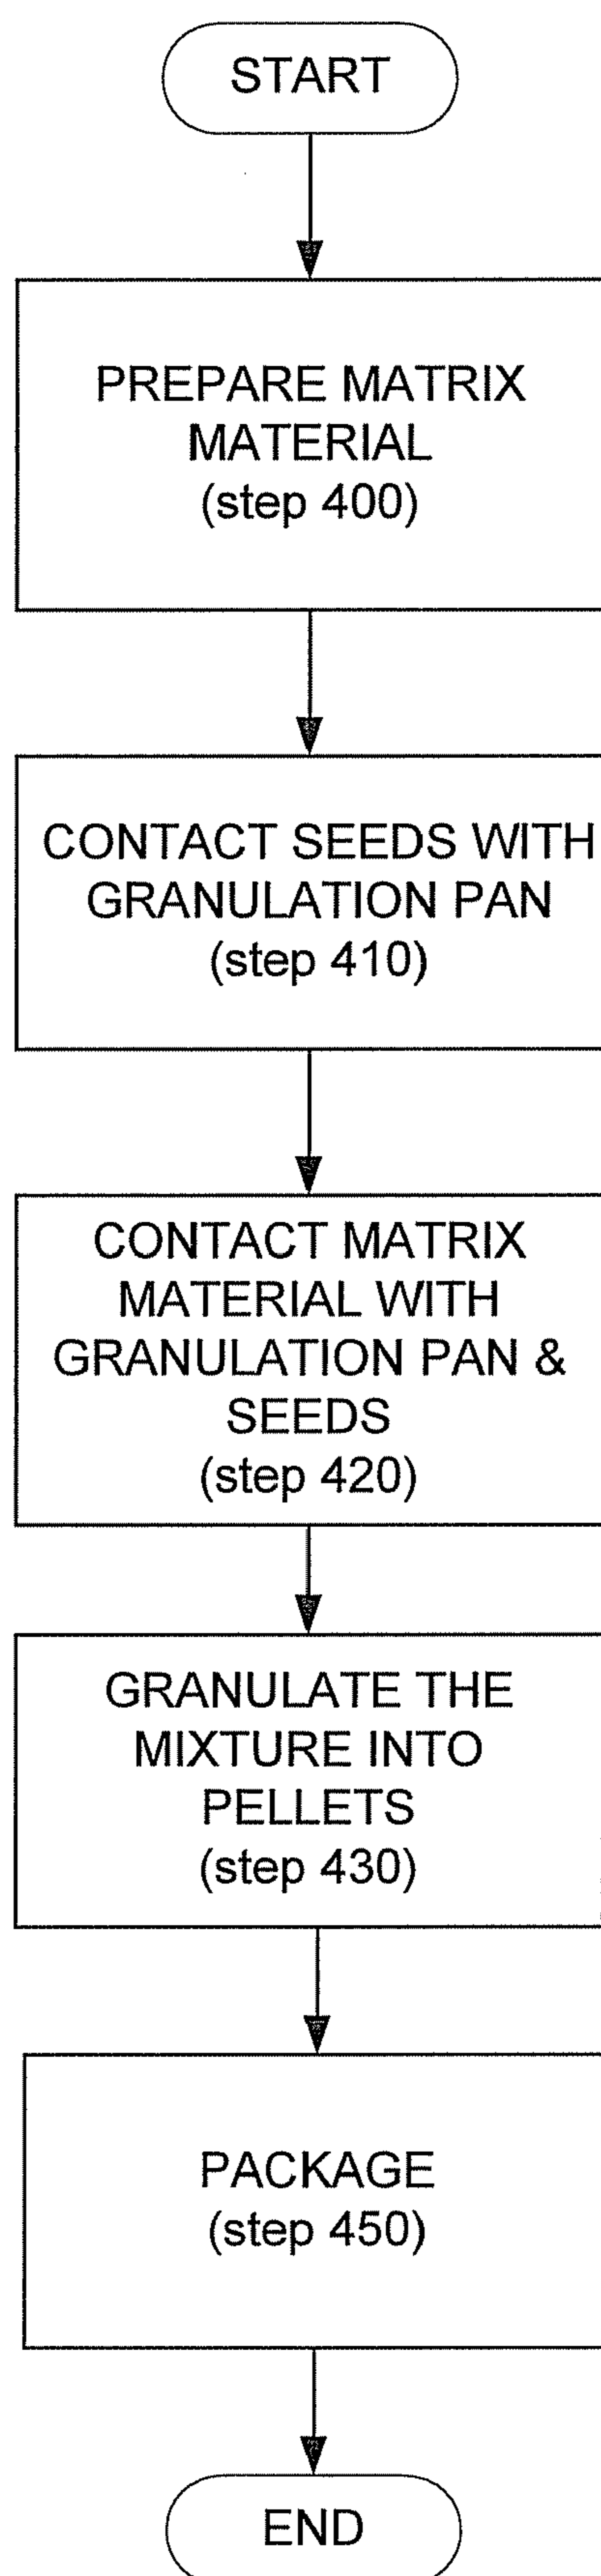 START
PREPARE MATRIX
MATERIAL
(step 400)
CONTACT SEEDS WITH
GRANULATION PAN
(step 410)
CONTACT MATRIX
MATERIAL WITH
GRANULATION PAN &
SEEDS
(step 420)
GRANULATE THE
MIXTURE INTO
PELLETS
(step 430)
PACKAGE
(step 450)
END